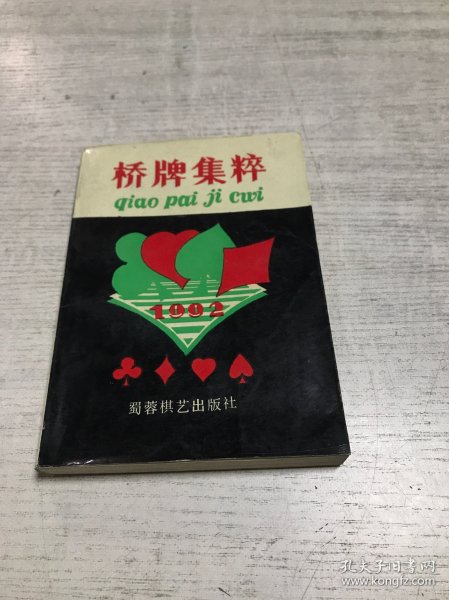 桥牌集粹
qiao pai ji cui
1992
蜀蓉棋艺出版社
孔夫子旧书网
www.kongfz.com